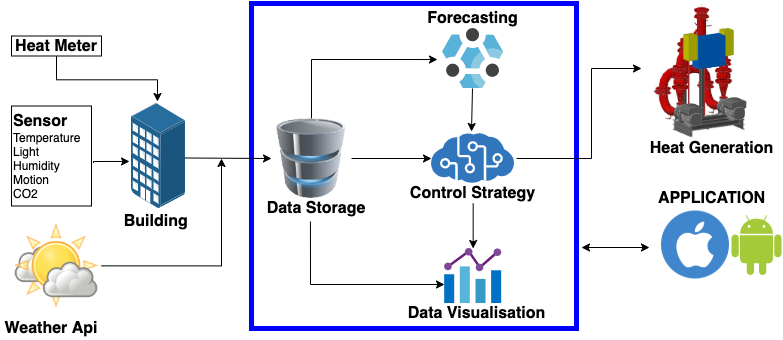 Forecasting
Heat Meter
Sensor
Temperature
Light
Humidity
Motion
CO2
Building
Data Storage
Control Strategy
Heat Generation
APPLICATION
Weather Api
Data Visualisation